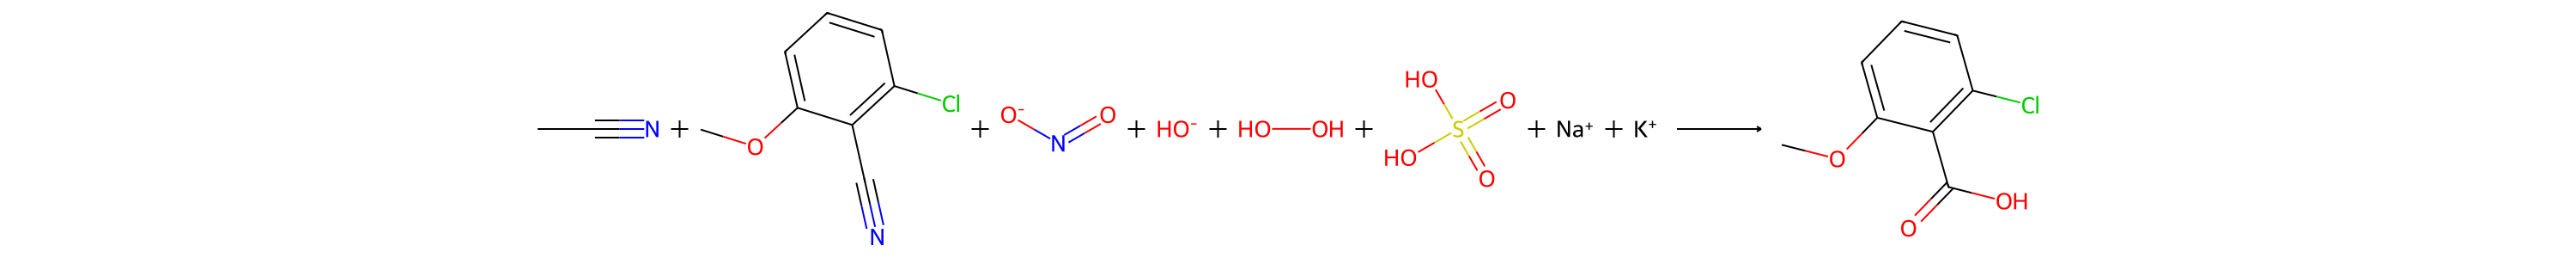 N + O Cl N + O⁻ N O + HO⁻ + HO OH + HO HO S O O + Na⁺ + K⁺ O Cl O OH